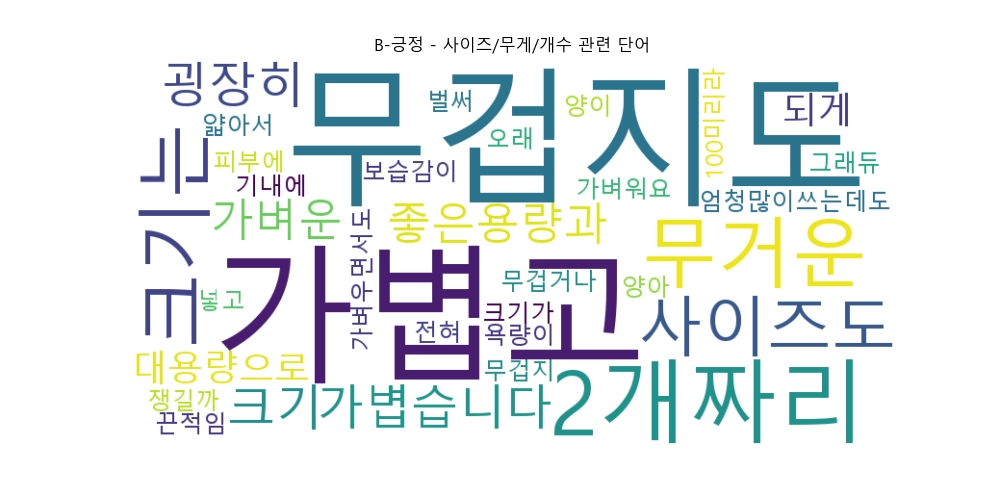 B-긍정 - 사이즈/무게/개수 관련 단어
굉장히
무겁지도
벌써
양이
100미리라
되게
얇아서
오래
크기는
피부에
보습감이
그래듀
기내에
가벼워요
엄청많이쓰는데도
가벼운
좋은용량과
무거운
가벼우면서도
가볍고
무겁거나
양아
넣고
크기가
사이즈도
전혀
욕량이
대용량으로
무겁지
2개짜리
쟁길까
크기
가볍습니다
끈적임